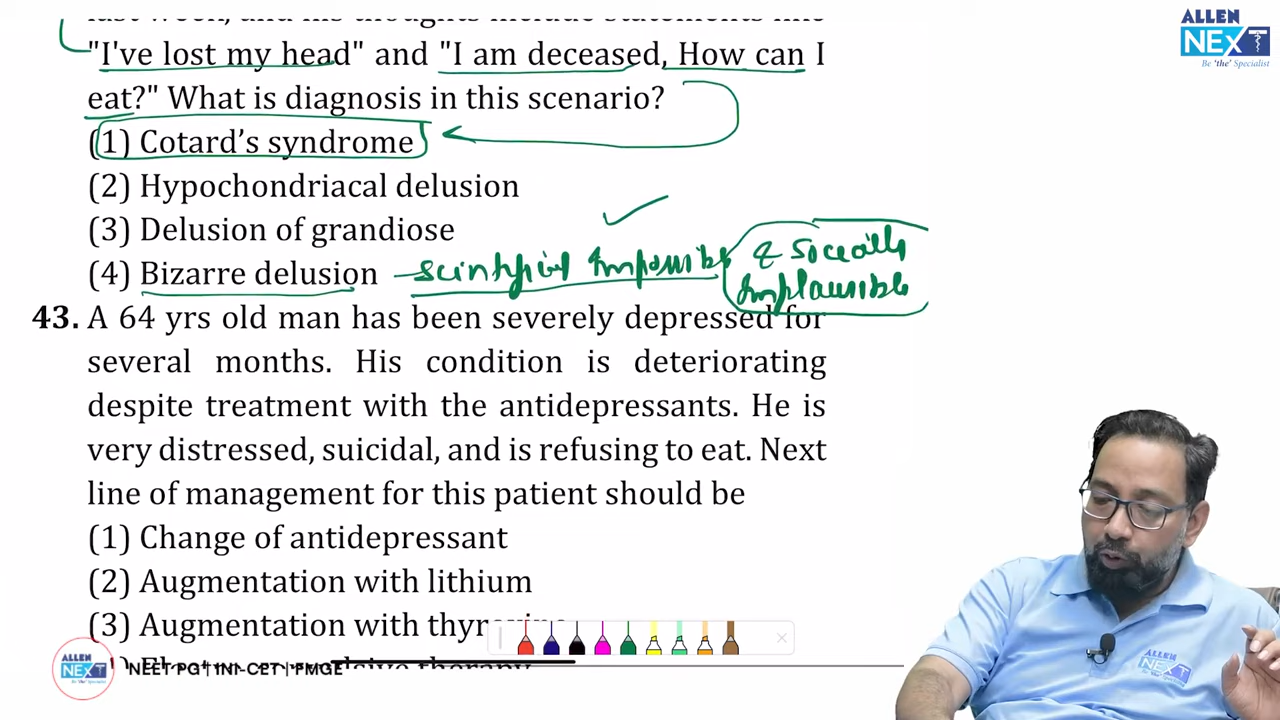 "I've lost my head" and "I am deceased, How can I
eat?" What is diagnosis in this scenario?
(1) Cotard's syndrome
(2) Hypochondriacal delusion
(3) Delusion of grandiose
(4) Bizarre delusion
& socially
implausible
43. A 64 yrs old man has been severely depressed for
several months. His condition is deteriorating
despite treatment with the antidepressants. He is
very distressed, suicidal, and is refusing to eat. Next
line of management for this patient should be
(1) Change of antidepressant
(2) Augmentation with lithium
(3) Augmentation with
NEET PG | INI-CET | FMGE
ALLEN
NEXT
Be 'the' Specialist
ALLEN
NEXT
ALLEN
NEXT